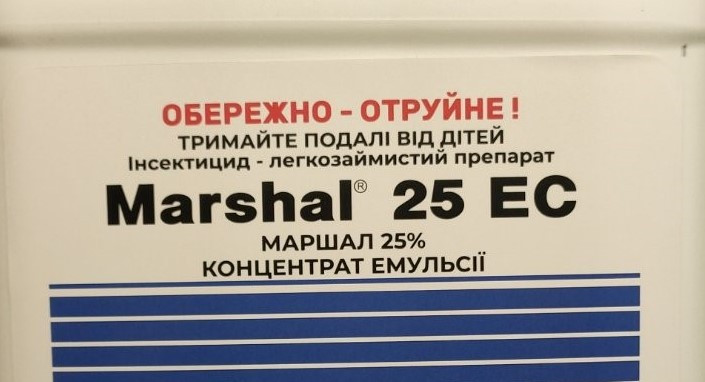 ОБЕРЕЖНО - ОТРУЙНЕ !
ТРИМАЙТЕ ПОДАЛІ ВІД ДІТЕЙ
Інсектицид - легкозаймистий препарат
Marshal® 25 EC
МАРШАЛ 25%
КОНЦЕНТРАТ ЕМУЛЬСІЇ